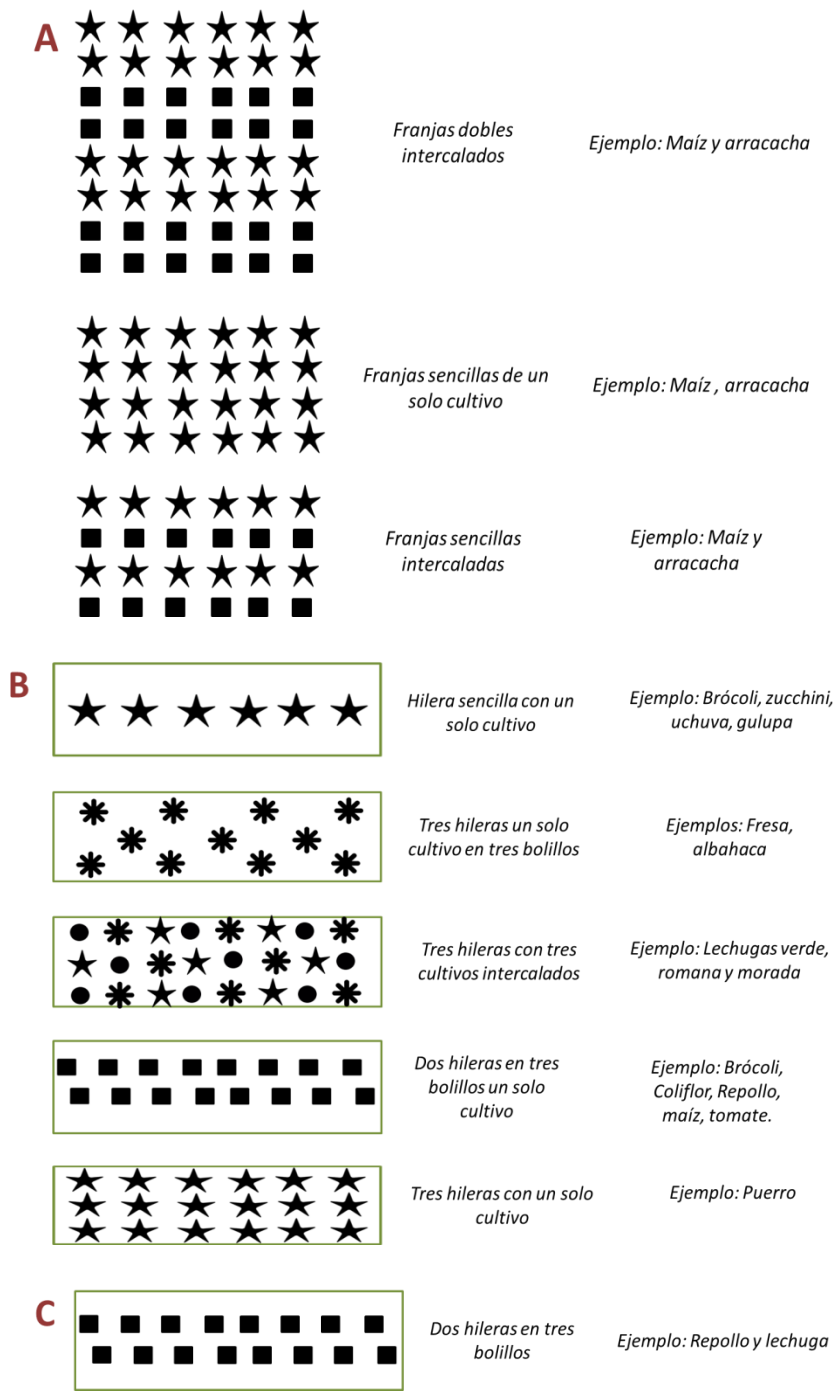 A
Franjas dobles
intercalados
Ejemplo: Maíz y arracacha
Franjas sencillas de un
solo cultivo
Ejemplo: Maíz , arracacha
Franjas sencillas
intercaladas
Ejemplo: Maíz y
arracacha
B
Hilera sencilla con un
solo cultivo
Ejemplo: Brócoli, zucchini,
uchuva, gulupa
Tres hileras un solo
cultivo en tres bolillos
Ejemplos: Fresa,
albahaca
Tres hileras con tres
cultivos intercalados
Ejemplo: Lechugas verde,
romana y morada
Dos hileras en tres
bolillos un solo
cultivo
Ejemplo: Brócoli,
Coliflor, Repollo,
maíz, tomate.
Tres hileras con un solo
cultivo
Ejemplo: Puerro
C
Dos hileras en tres
bolillos
Ejemplo: Repollo y lechuga